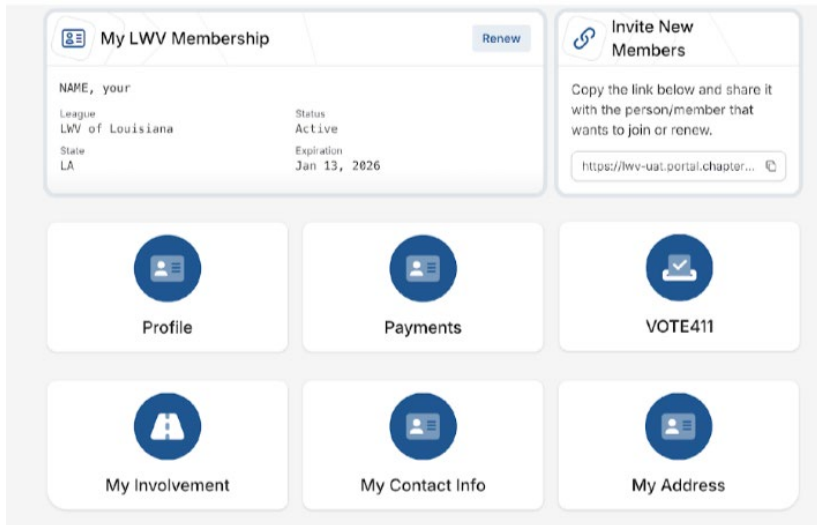 My LWV Membership
Renew
NAME, your
League
LWV of Louisiana
Status
Active
State
LA
Expiration
Jan 13, 2026
Invite New
Members
Copy the link below and share it
with the person/member that
wants to join or renew.
https://lwv-uat.portal.chapter...
Profile
Payments
VOTE411
My Involvement
My Contact Info
My Address